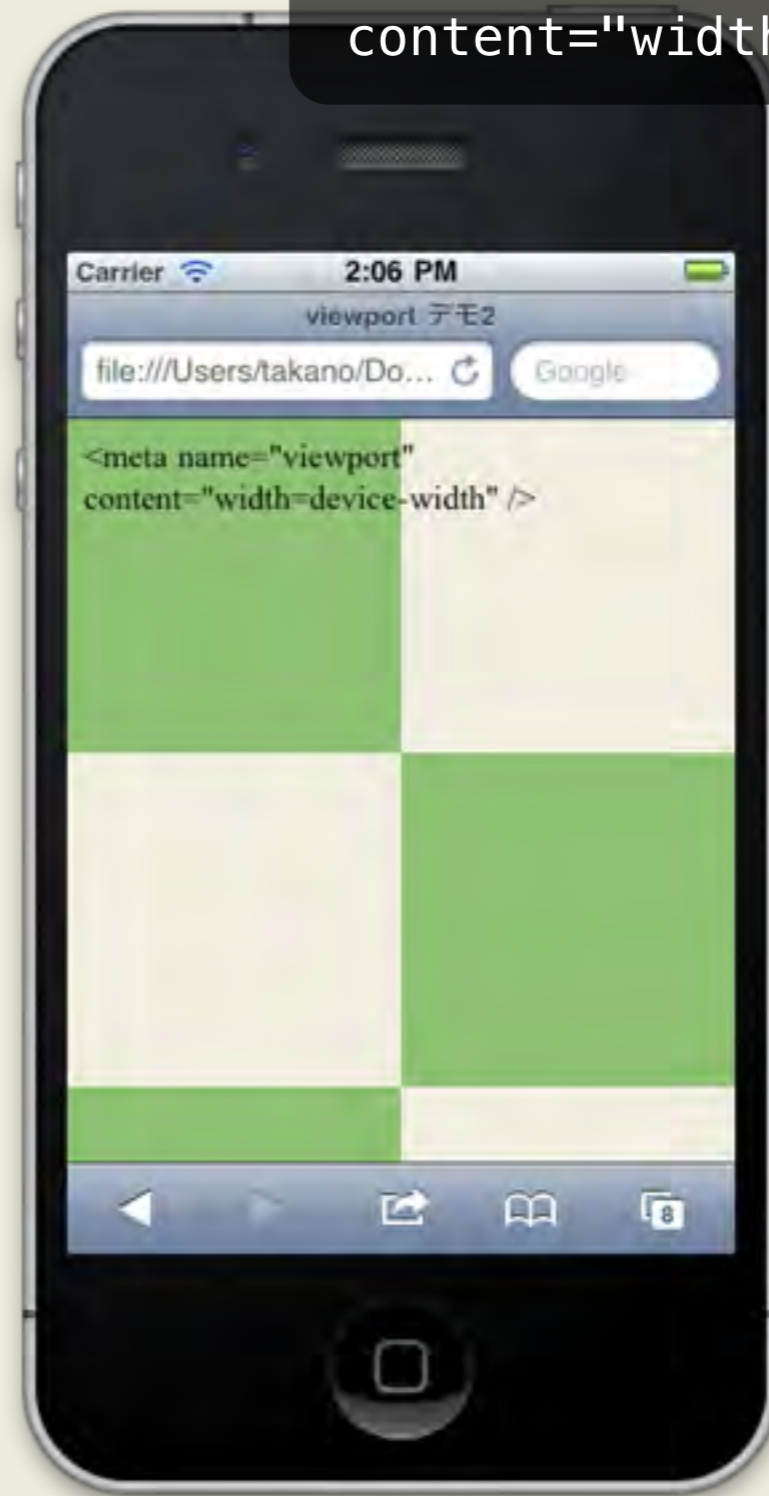 content="widt
Carrier 2:06 PM
viewport デモ2
file:///Users/takano/Do... Google
<meta name="viewport"
content="width=device-width" />
8